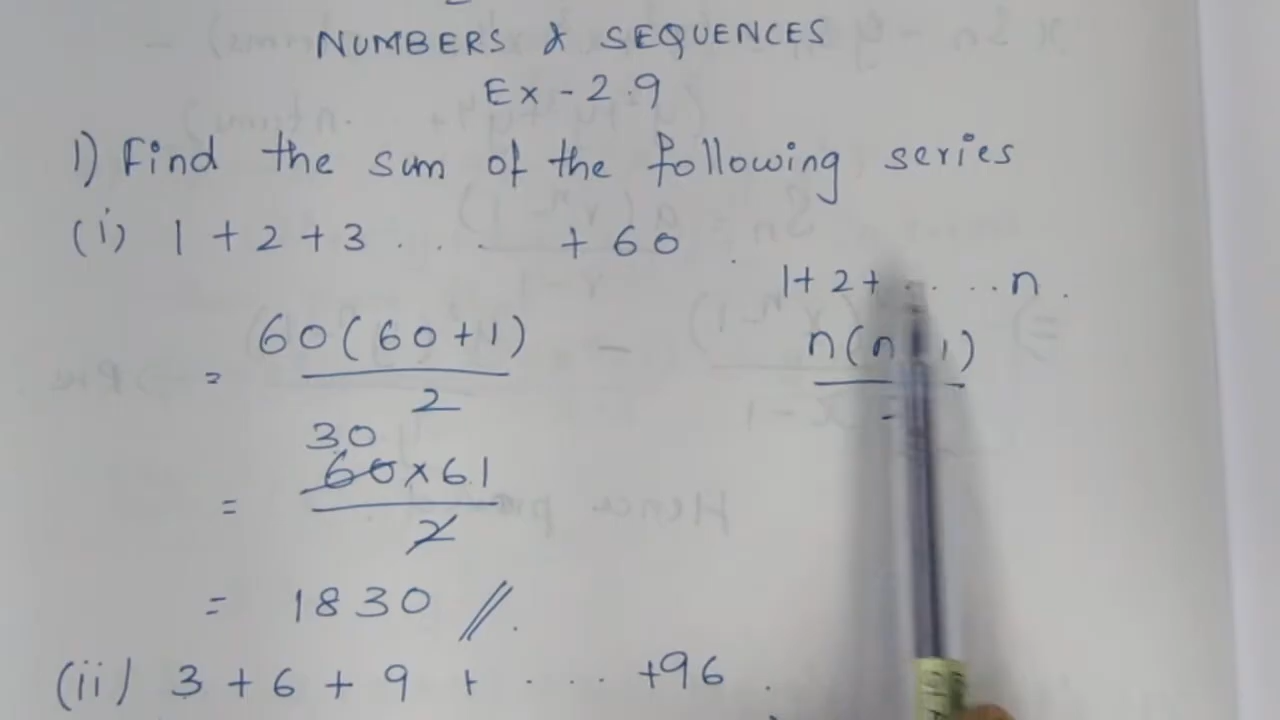 NUMBERS & SEQUENCES
Ex - 2.9
1) Find the sum of the following series
(i) 1 + 2 + 3 . . . . + 60
1 + 2 + . . . . . n .
= 60(60+1) / 2
n(n+1)
30
= 60 × 61 / 2
= 1830 //.
(ii) 3 + 6 + 9 + . . . . +96 .